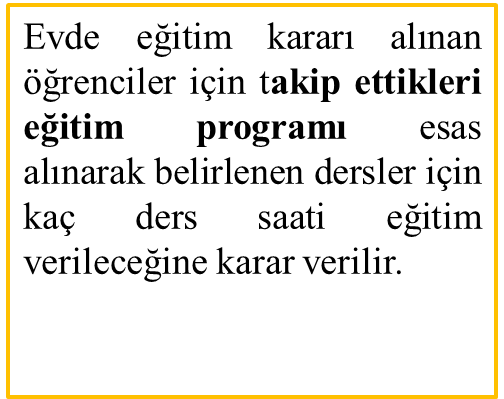 Evde eğitim kararı alınan
öğrenciler için takip ettikleri
eğitim programı esas
alınarak belirlenen dersler için
kaç ders saati eğitim
verileceğine karar verilir.